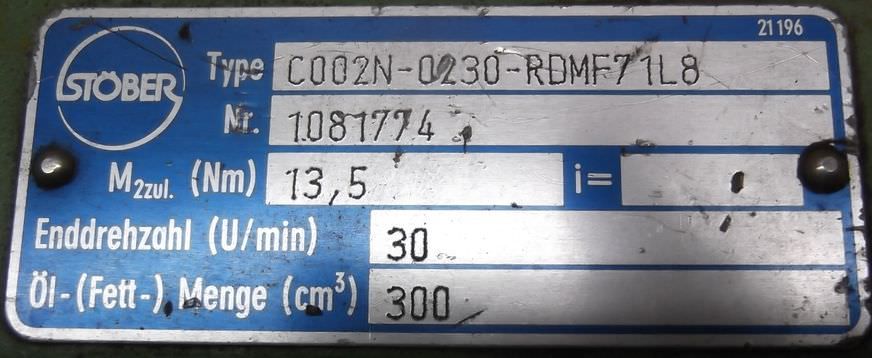 21196
STÖBER
Type C002N-0230-RDMF71L8
Nr. 1081774
M2zul. (Nm) 13,5 i=
Enddrehzahl (U/min) 30
Öl-(Fett-) Menge (cm³) 300